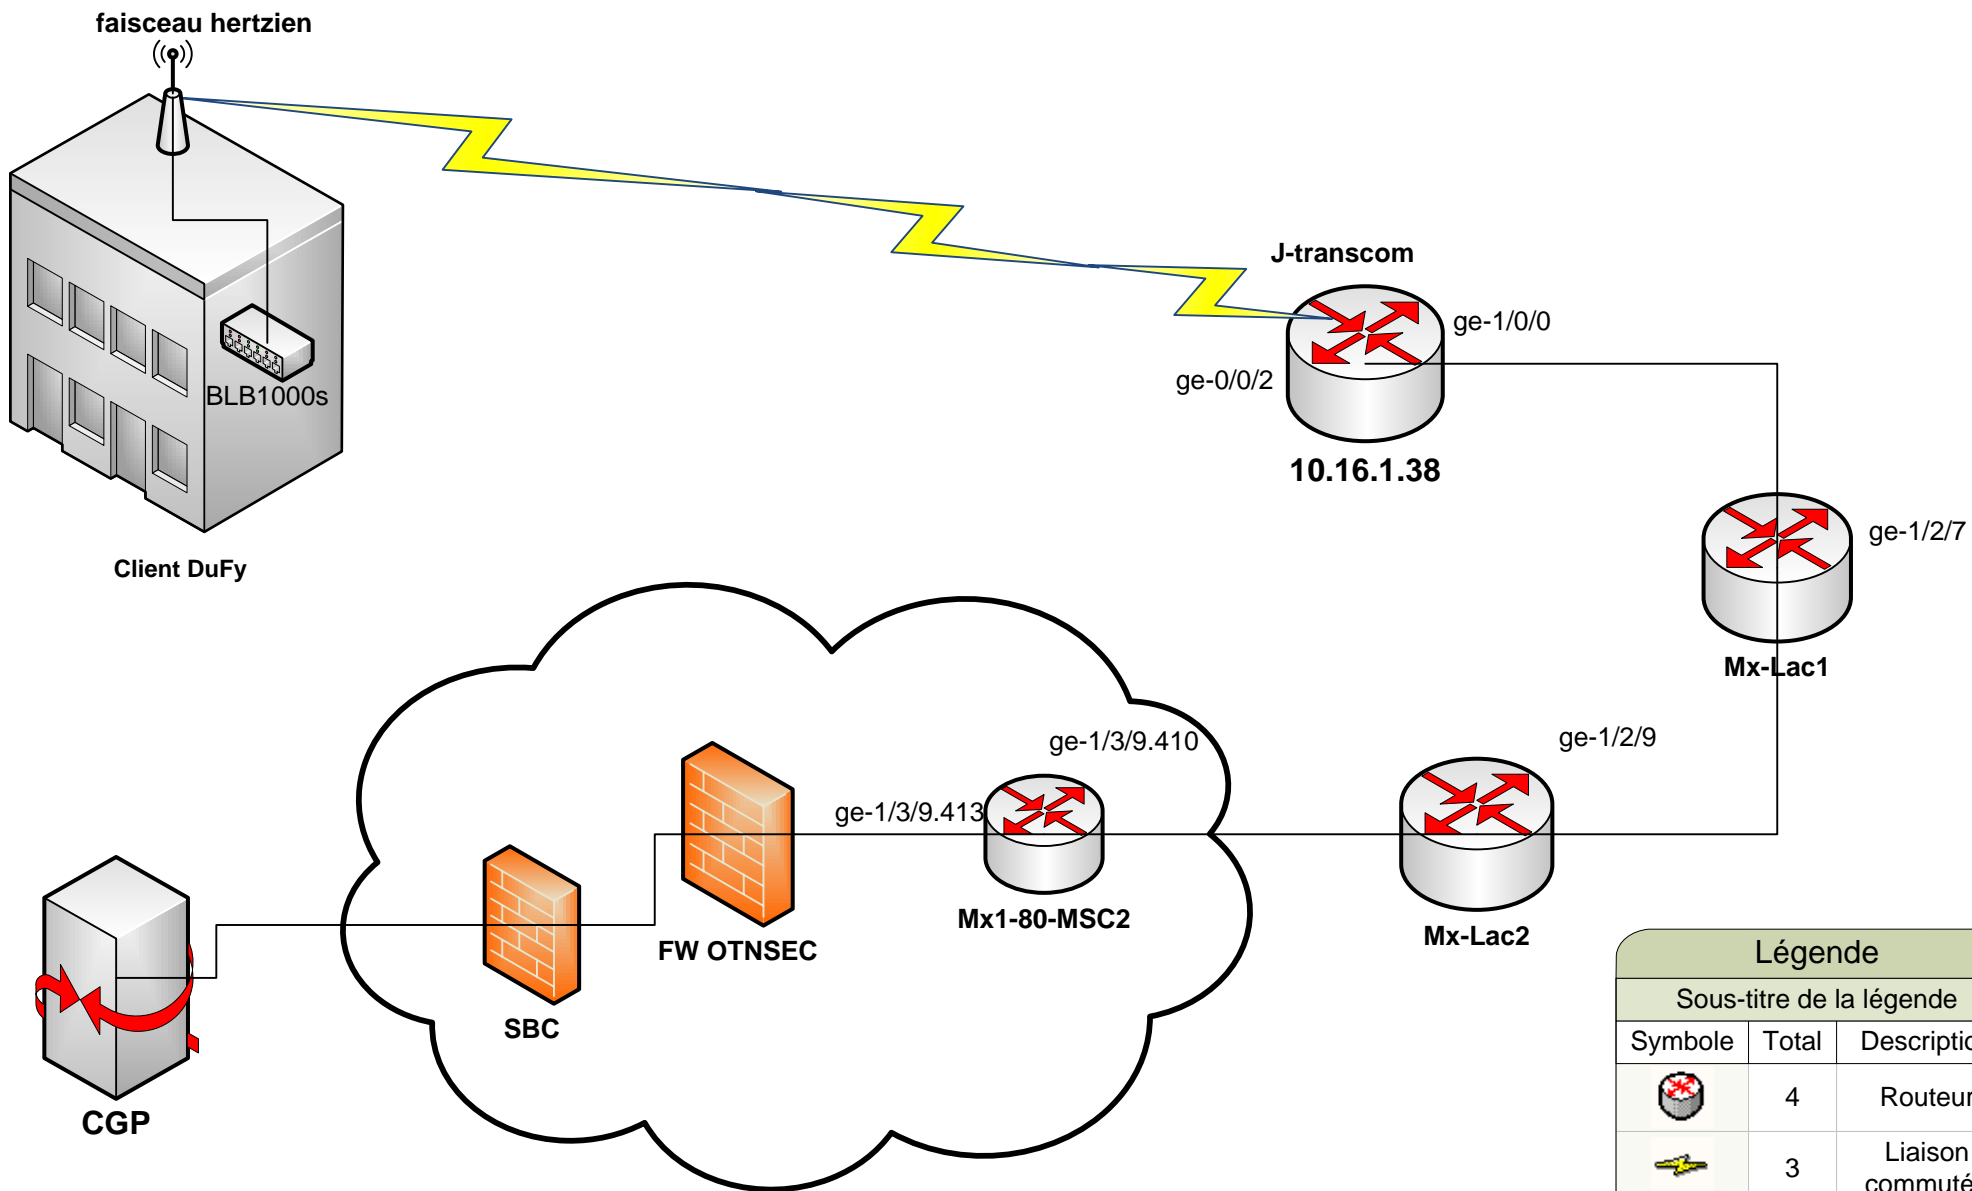 faisceau hertzien
J-transcom
ge-1/0/0
ge-0/0/2
BLB1000s
10.16.1.38
ge-1/2/7
Client DuFy
Mx-Lac1
ge-1/3/9.410
ge-1/2/9
ge-1/3/9.413
Mx1-80-MSC2
Mx-Lac2
FW OTNSEC
SBC
CGP
Légende
Sous-titre de la légende
Symbole Total Descriptio
4 Routeur
3 Liaison
commuté